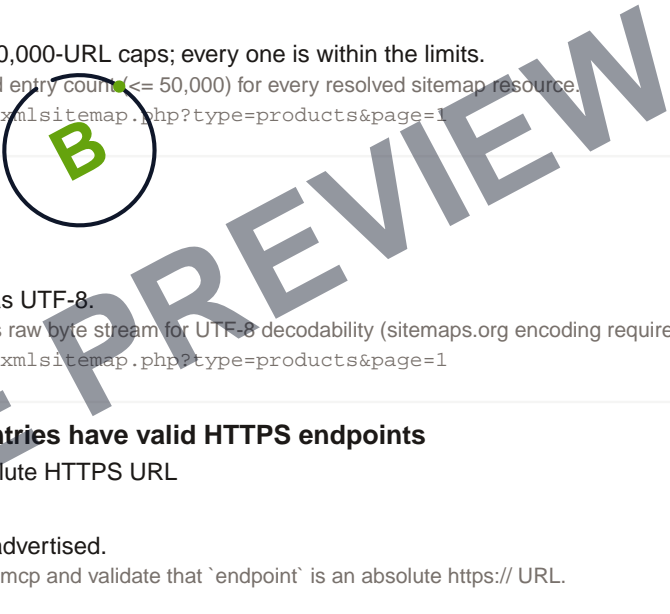 0,000-URL caps; every one is within the limits.
d entry count (<= 50,000) for every resolved sitemap resource.
xmlsitemap.php?type=products&page=1
B
PREVIEW
s UTF-8.
s raw byte stream for UTF-8 decodability (sitemaps.org encoding require
xmlsitemap.php?type=products&page=1
E
ntries have valid HTTPS endpoints
lute HTTPS URL
advertised.
mcp and validate that `endpoint` is an absolute https:// URL.